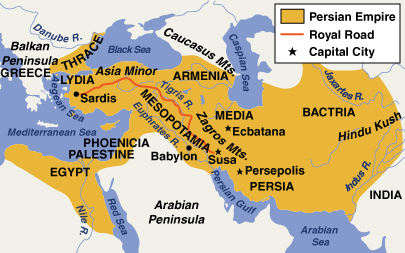 Persian Empire
Royal Road
Capital City
Danube R.
Balkan
Peninsula
GREECE
THRACE
Black Sea
Caucasus Mts.
Caspian
Sea
Aegean Sea
LYDIA
Asia Minor
Sardis
ARMENIA
Tigris R.
MESOPOTAMIA
Euphrates R.
Zagros Mts.
MEDIA
Ecbatana
Jaxartes R.
BACTRIA
Hindu Kush
Mediterranean Sea
PHOENICIA
PALESTINE
Babylon
Susa
Persepolis
PERSIA
Indus R.
INDIA
EGYPT
Nile R.
Red Sea
Arabian
Peninsula
Persian Gulf
Arabian
Sea